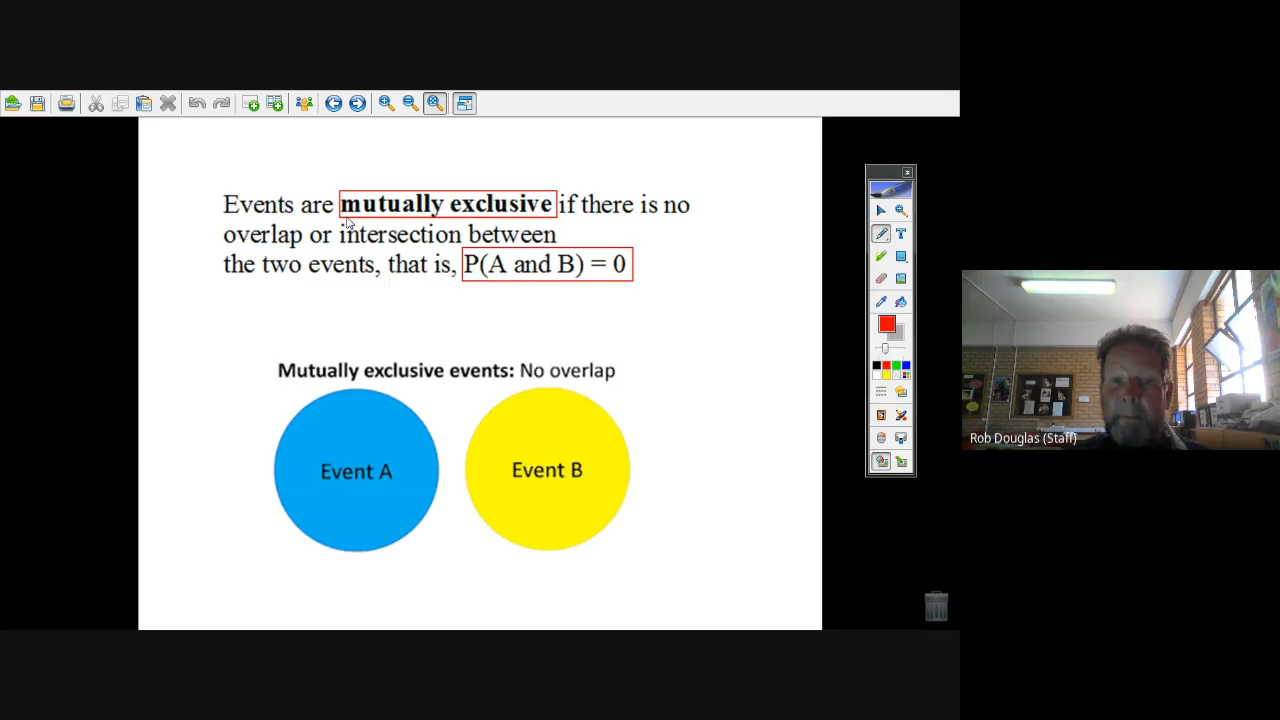 Events are mutually exclusive if there is no
overlap or intersection between
the two events, that is, P(A and B) = 0
Mutually exclusive events: No overlap
Event A
Event B
Rob Douglas (Staff)